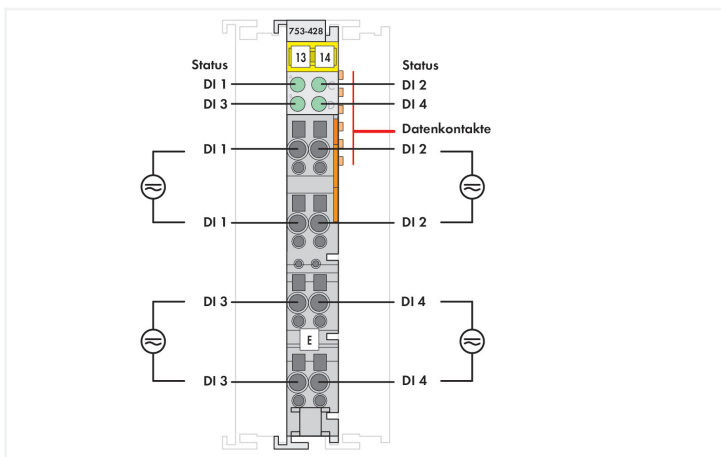 753-428
13 14
Status Status
DI 1 DI 2
DI 3 DI 4
Datenkontakte
DI 1 DI 2
DI 1 DI 2
DI 3 DI 4
E
DI 3 DI 4